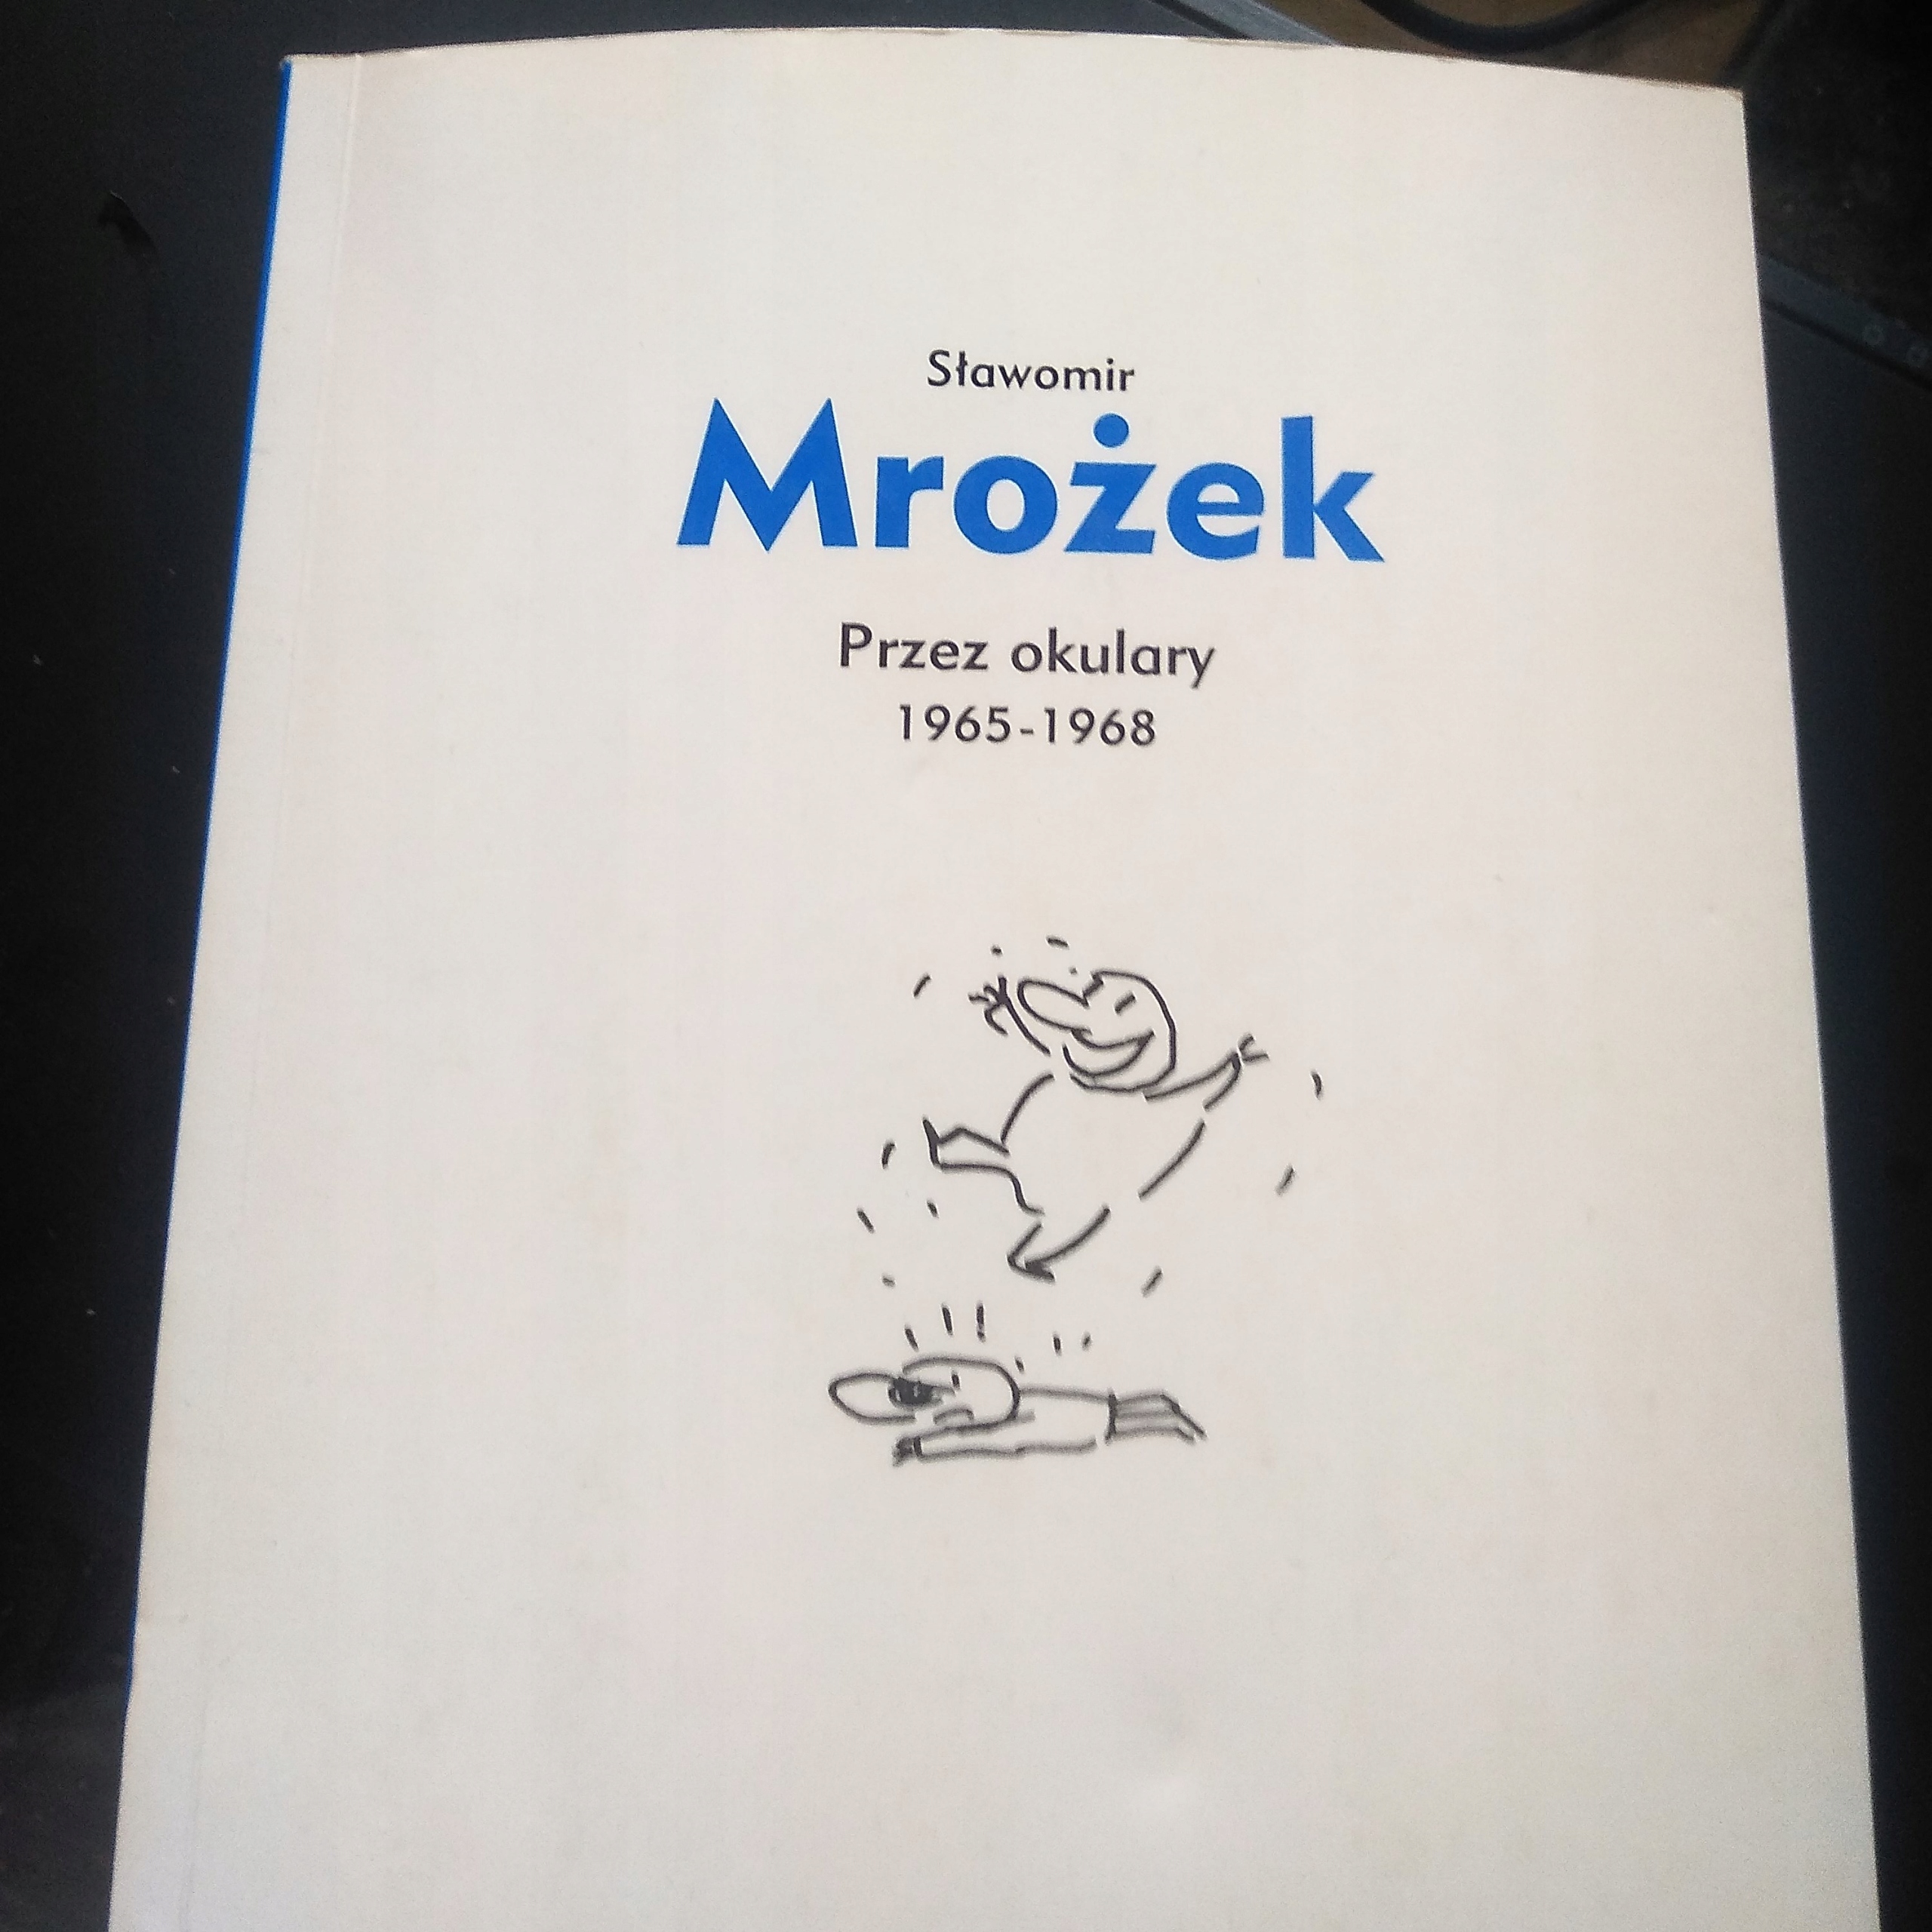 Sławomir
Mrożek
Przez okulary
1965-1968